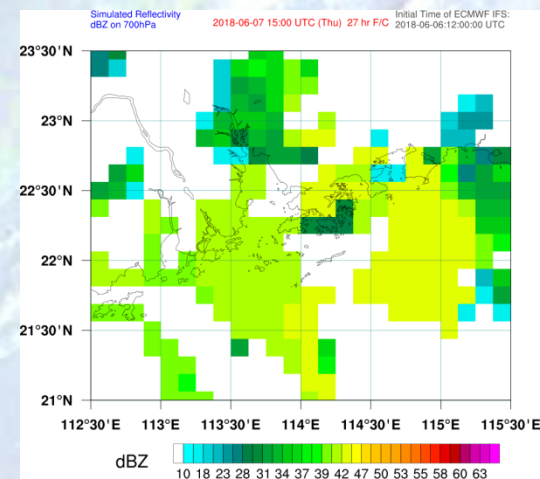 Simulated Reflectivity
dBZ on 700hPa
2018-06-07 15:00 UTC (Thu)  27 hr F/C
Initial Time of ECMWF IFS:
2018-06-06:12:00:00 UTC
23°30'N
23°N
22°30'N
22°N
21°30'N
21°N
112°30'E 113°E 113°30'E 114°E 114°30'E 115°E 115°30'E
dBZ
10 18 23 28 31 34 37 39 42 47 50 53 55 58 60 63